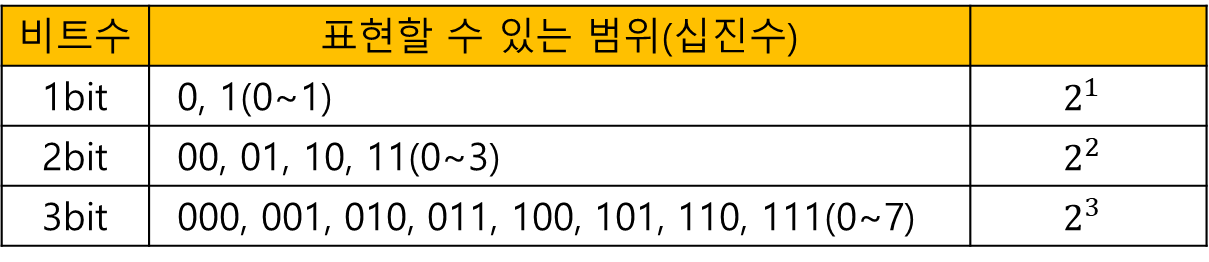 비트수 표현할 수 있는 범위(십진수)
1bit 0, 1(0~1) 2¹
2bit 00, 01, 10, 11(0~3) 2²
3bit 000, 001, 010, 011, 100, 101, 110, 111(0~7) 2³